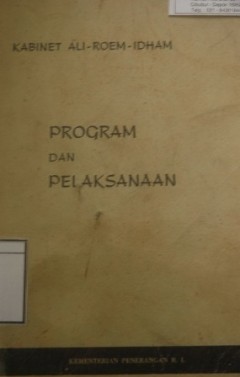 KABINET ALI-ROEM-IDHAM
PROGRAM
DAN
PELAKSANAAN
KEMENTERIAN PENERANGAN R. I.